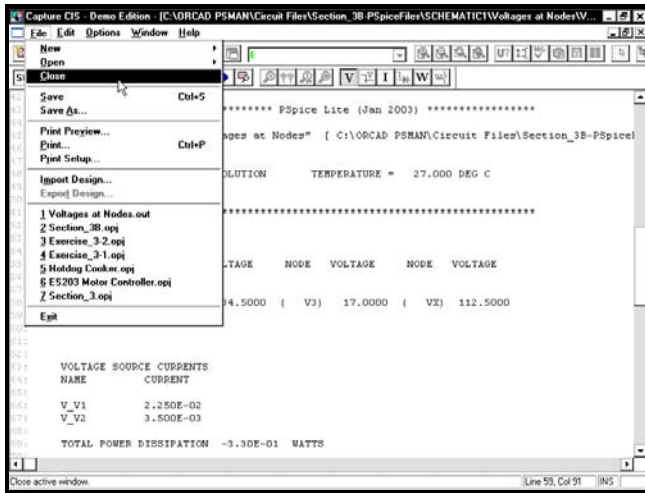 Capture CIS - Demo Edition - [C:\ORCAD PSMAN\Circuit Files\Section_3B-PSpiceFiles\SCHEMATIC1\Voltages at Nodes\V...
File Edit Options Window Help
New
Open
Close
Save Ctrl+S
Save As...
Print Preview...
Print... Ctrl+P
Print Setup...
Import Design...
Export Design...
1 Voltages at Nodes.out
2 Section_3B.opj
3 Exercise_3-2.opj
4 Exercise_3-1.opj
5 Hotdog Cooker.opj
6 ES203 Motor Controller.opj
7 Section_3.opj
Exit
V I W
******* PSpice Lite (Jan 2003) *****************
ages at Nodes" [ C:\ORCAD PSMAN\Circuit Files\Section_3B-PSpice
OLUTION TEMPERATURE = 27.000 DEG C
LTAGE NODE VOLTAGE NODE VOLTAGE
34.5000 ( V3) 17.0000 ( VX) 112.5000
VOLTAGE SOURCE CURRENTS
NAME CURRENT
V_V1 2.250E-02
V_V2 3.500E-03
TOTAL POWER DISSIPATION -3.30E-01 WATTS
Close active window. Line 59, Col 91 INS